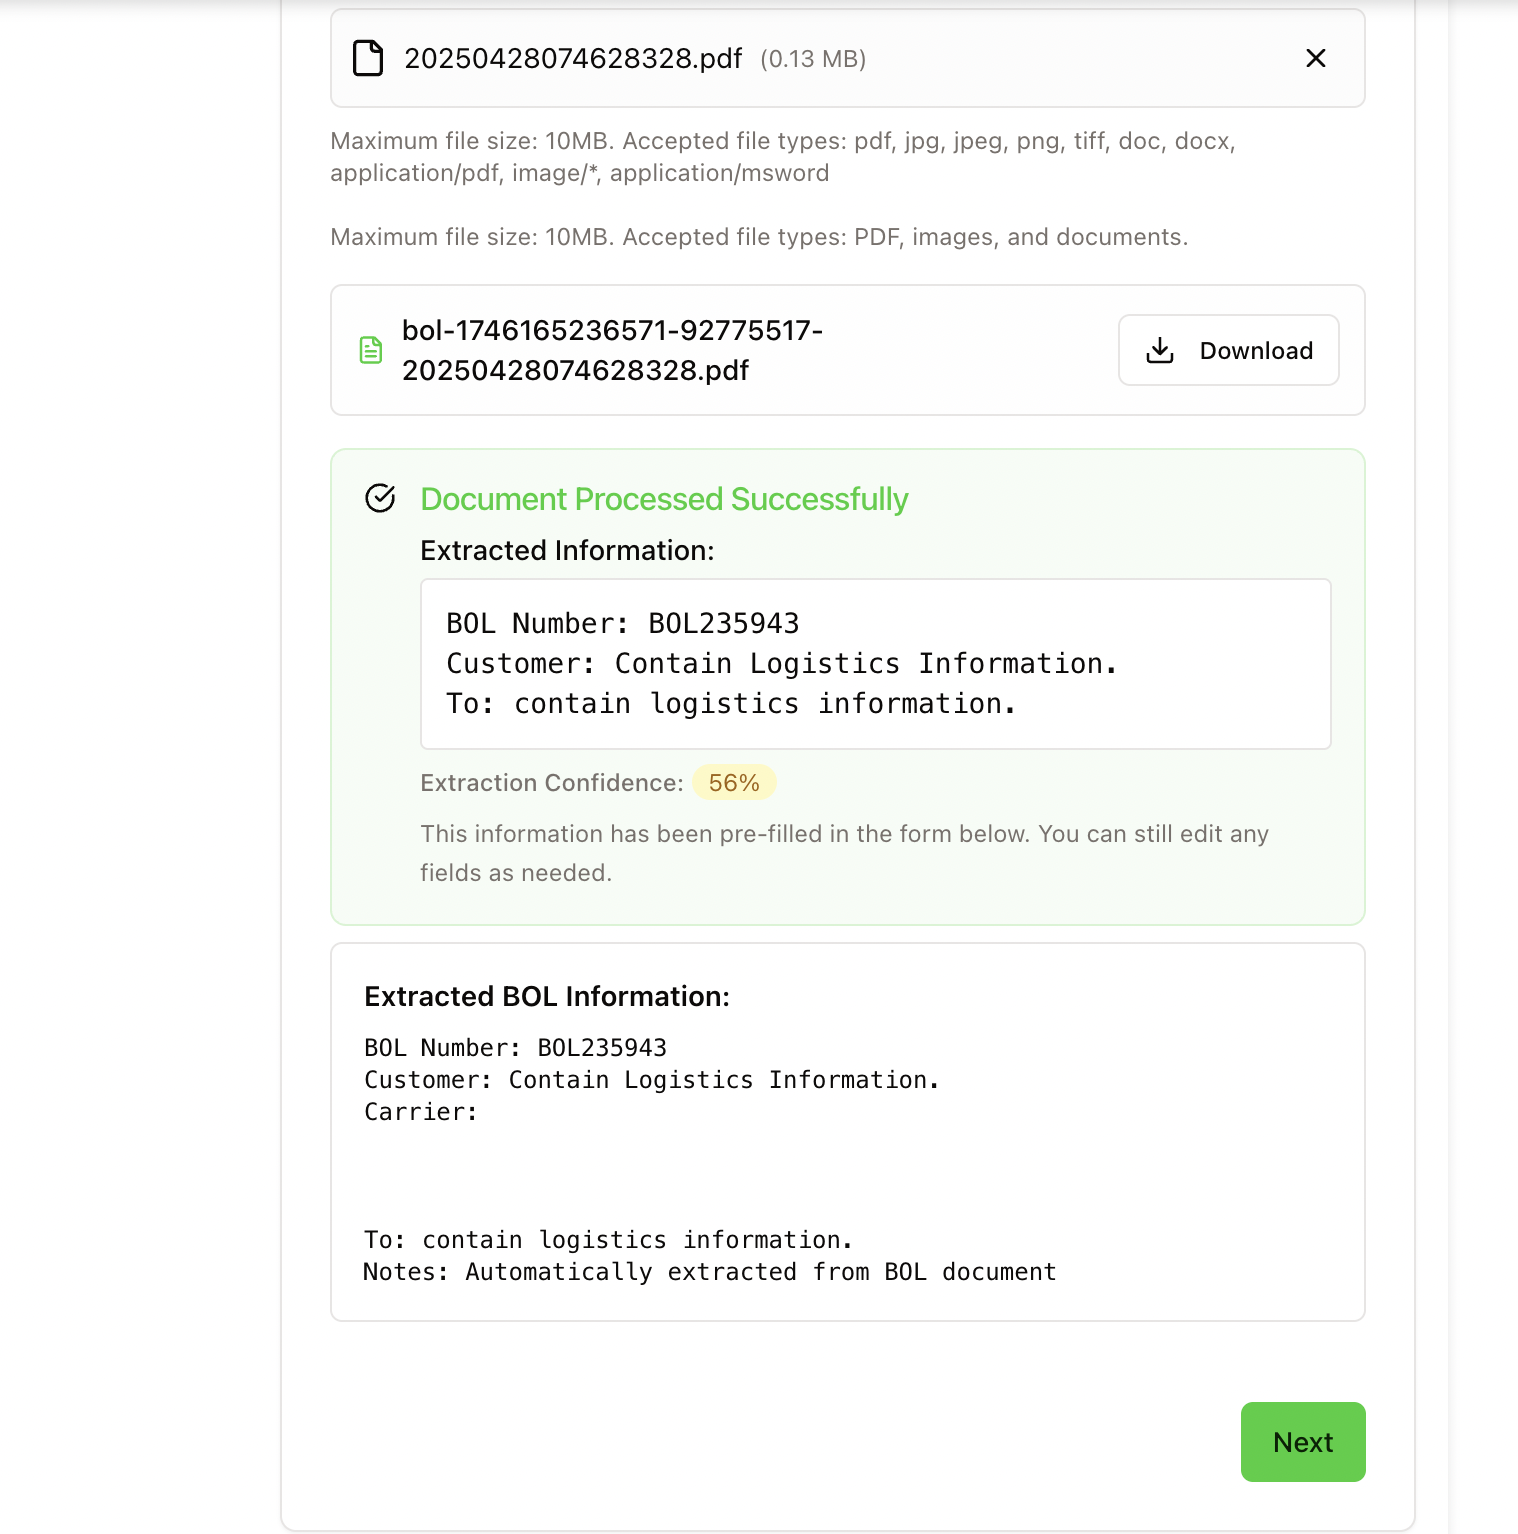 20250428074628328.pdf (0.13 MB)
Maximum file size: 10MB. Accepted file types: pdf, jpg, jpeg, png, tiff, doc, docx,
application/pdf, image/*, application/msword
Maximum file size: 10MB. Accepted file types: PDF, images, and documents.
bol-1746165236571-92775517-
20250428074628328.pdf
Download
Document Processed Successfully
Extracted Information:
BOL Number: BOL235943
Customer: Contain Logistics Information.
To: contain logistics information.
Extraction Confidence: 56%
This information has been pre-filled in the form below. You can still edit any
fields as needed.
Extracted BOL Information:
BOL Number: BOL235943
Customer: Contain Logistics Information.
Carrier:
To: contain logistics information.
Notes: Automatically extracted from BOL document
Next